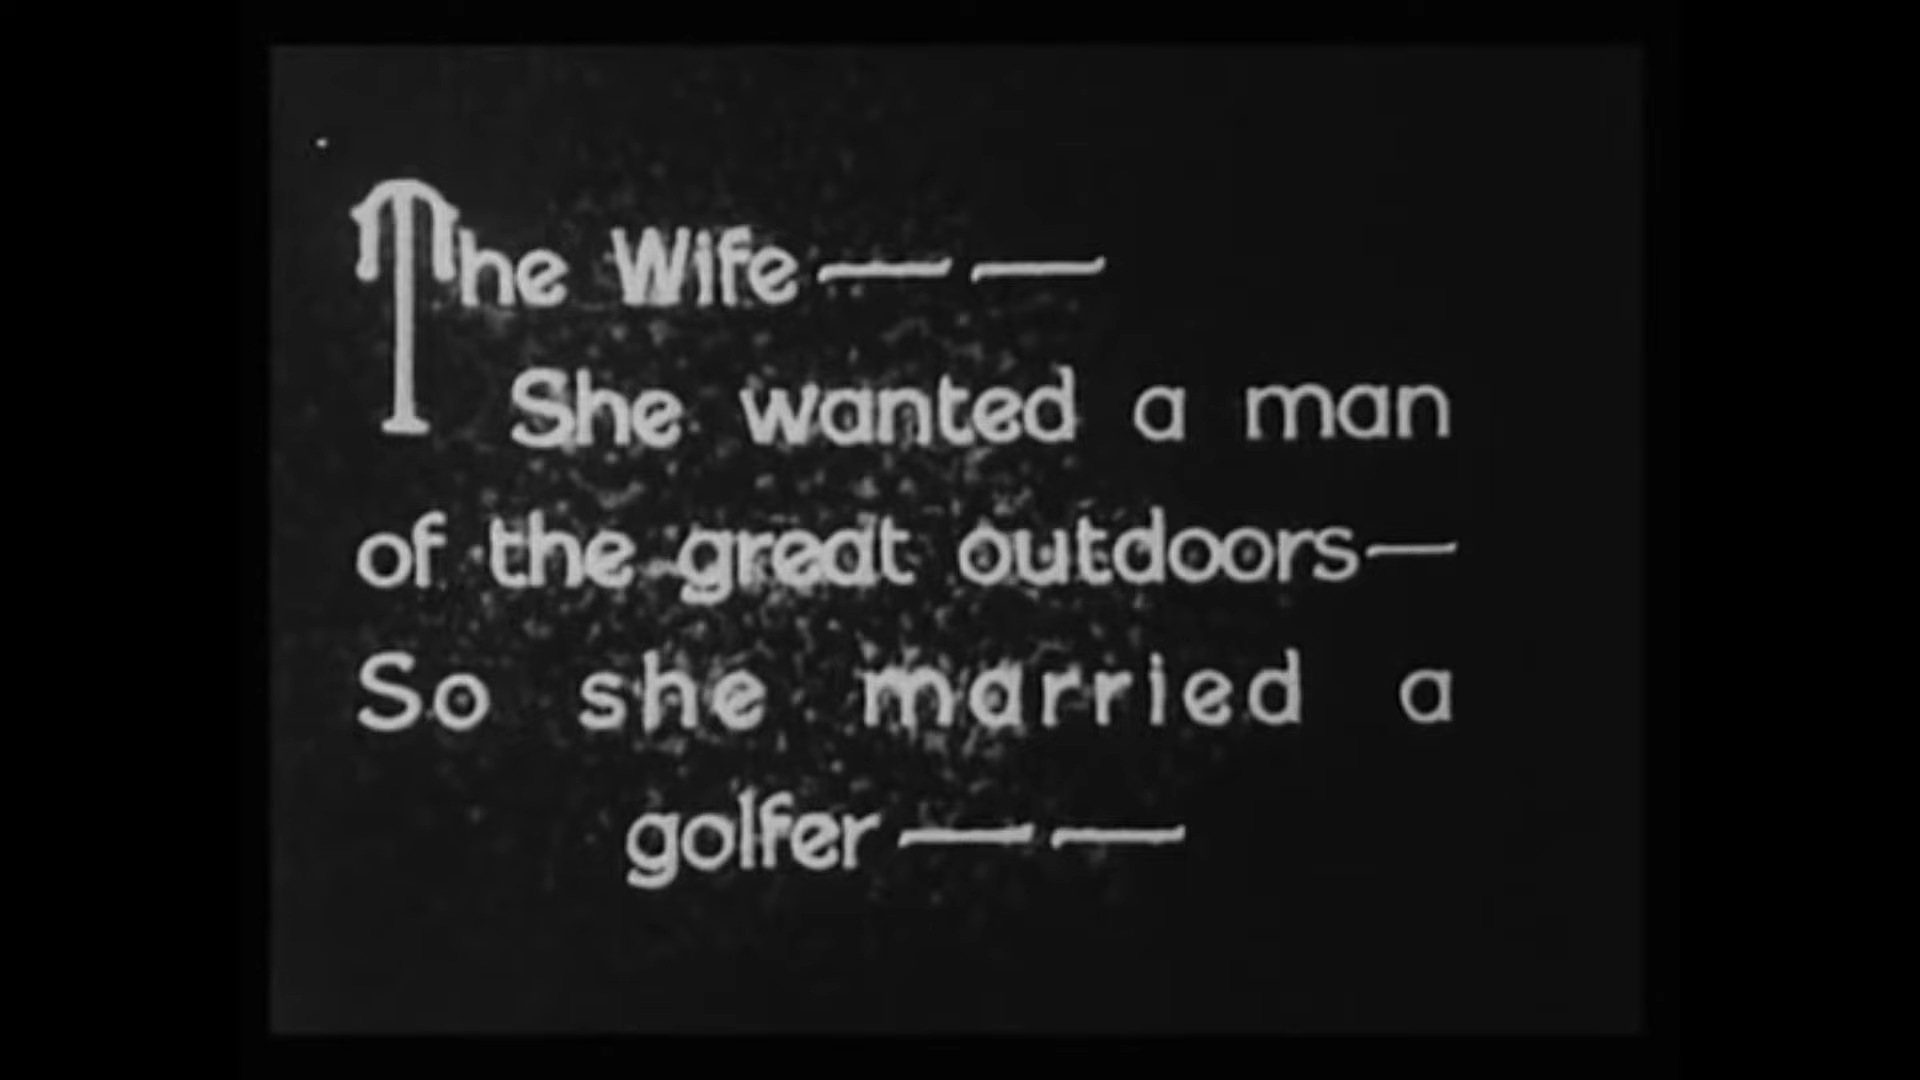 The Wife— —
She wanted a man
of the great outdoors—
So she married a
golfer— —